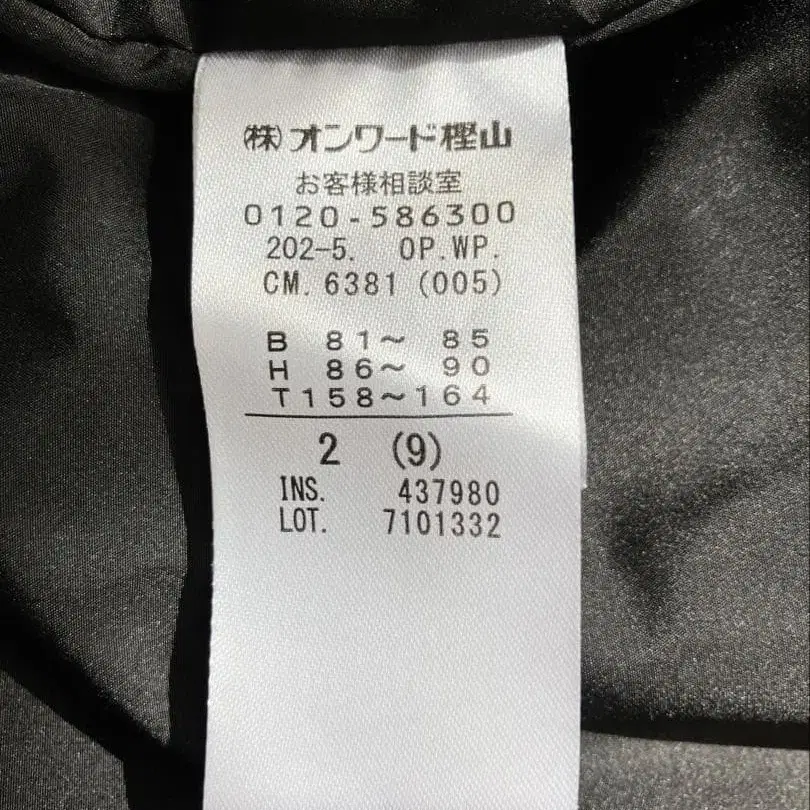 ㈱オンワード樫山
お客様相談室
0120-586300
202-5. OP.WP.
CM. 6381 (005)
B 81〜 85
H 86〜 90
T158〜164
2 (9)
INS. 437980
LOT. 7101332